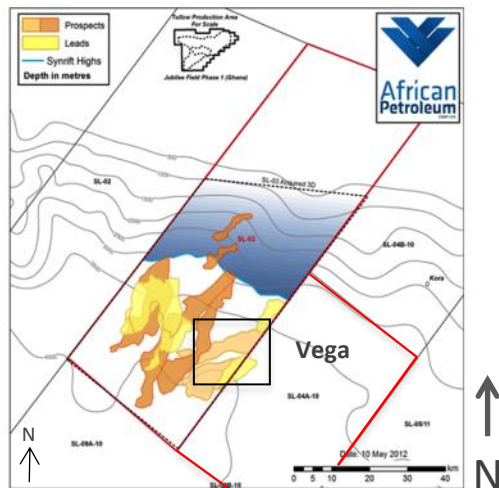 Prospects
Leads
Synrift Highs
Depth in metres
Tullow Production Area
For Scale
Jubilee Field Phase 1 (Ghana)
African
Petroleum
SL-03 Acquired 3D
SL-02
SL-03
SL-04B-10
Kora
Vega
SL-04A-10
SL-05/11
SL-09A-10
N
N
Date: 10 May 2012
0 5 10 20 30 40
km